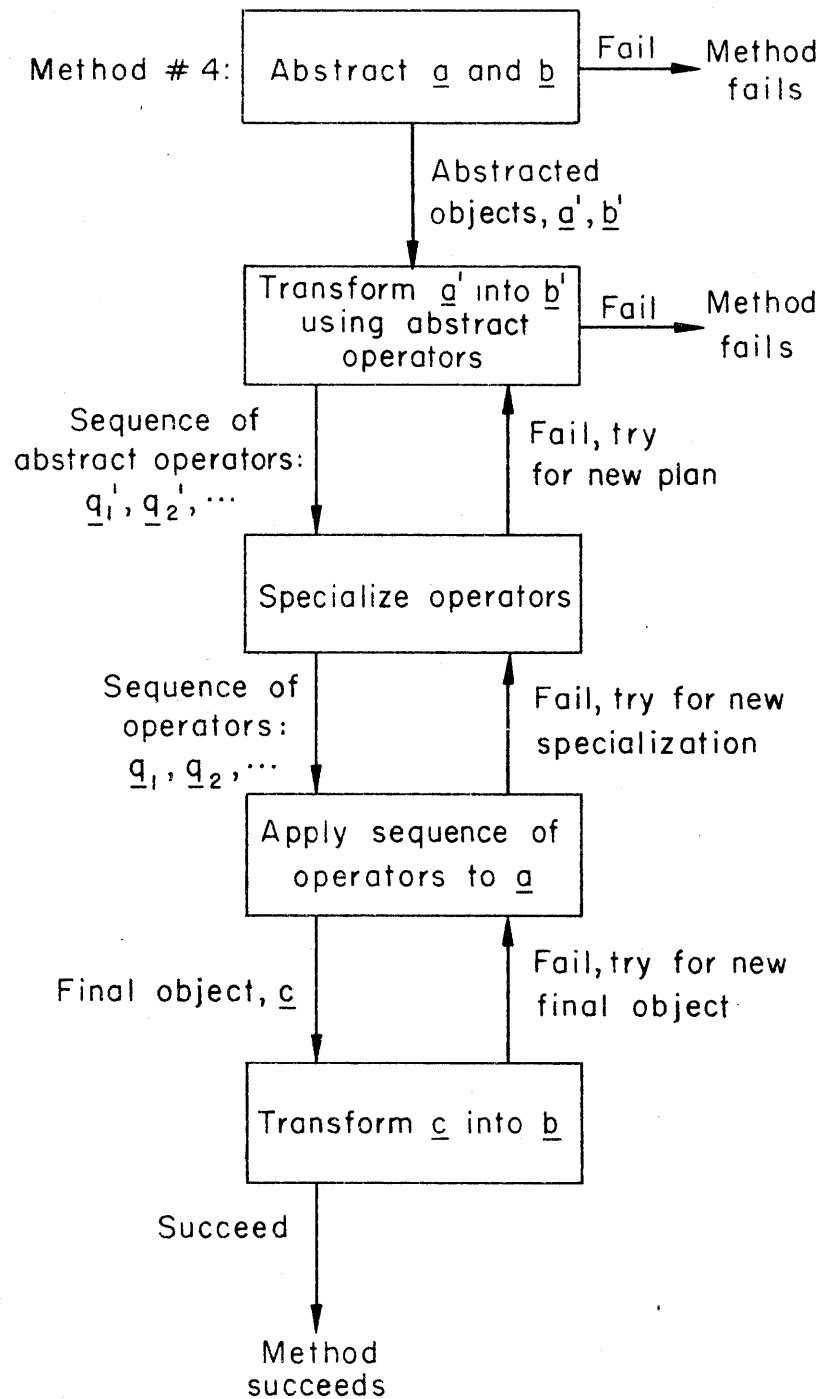 Method # 4:
Abstract a and b
Fail
Method
fails
Abstracted
objects, a', b'
Transform a' into b'
using abstract
operators
Fail
Method
fails
Sequence of
abstract operators:
q₁', q₂', ...
Fail, try
for new plan
Specialize operators
Sequence of
operators:
q₁, q₂, ...
Fail, try for new
specialization
Apply sequence of
operators to a
Final object, c
Fail, try for new
final object
Transform c into b
Succeed
Method
succeeds